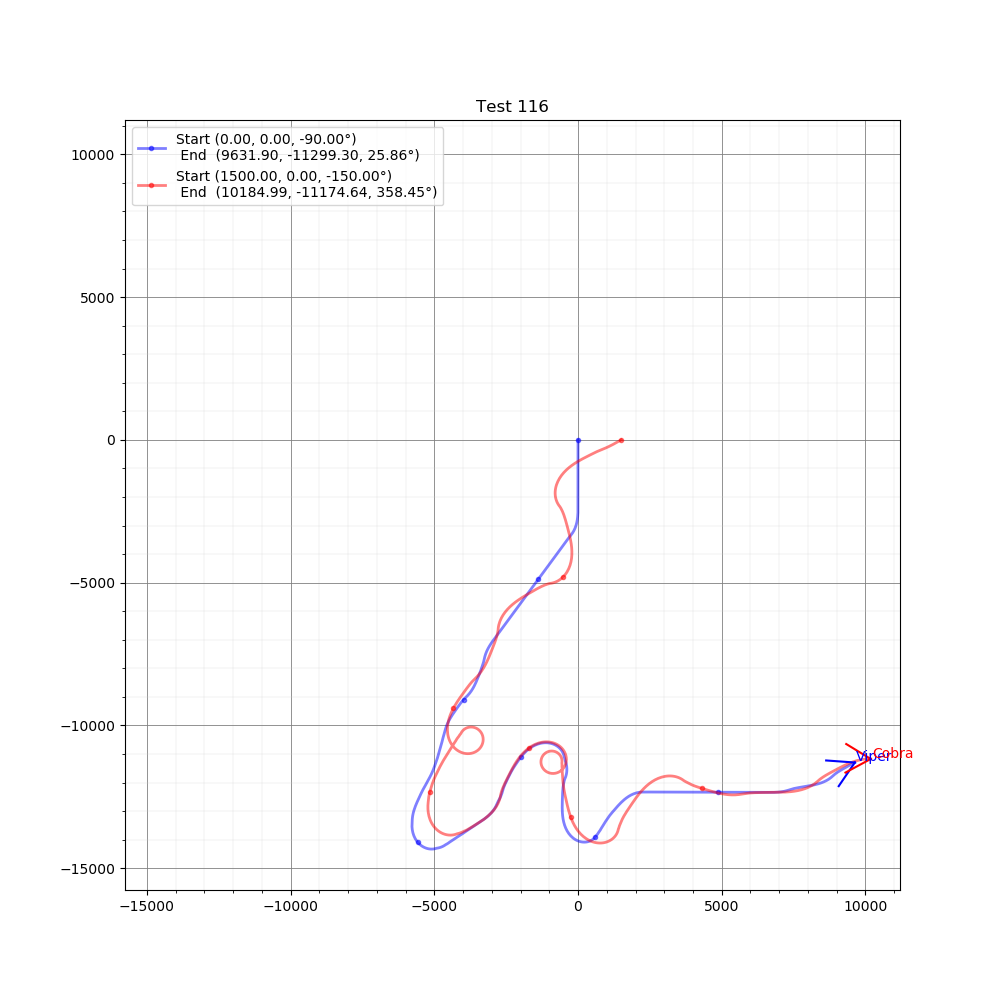 Test 116
Start (0.00, 0.00, -90.00°)
End (9631.90, -11299.30, 25.86°)
Start (1500.00, 0.00, -150.00°)
End (10184.99, -11174.64, 358.45°)
10000
5000
0
−5000
−10000
−15000
Viper
Cobra
−15000 −10000 −5000 0 5000 10000